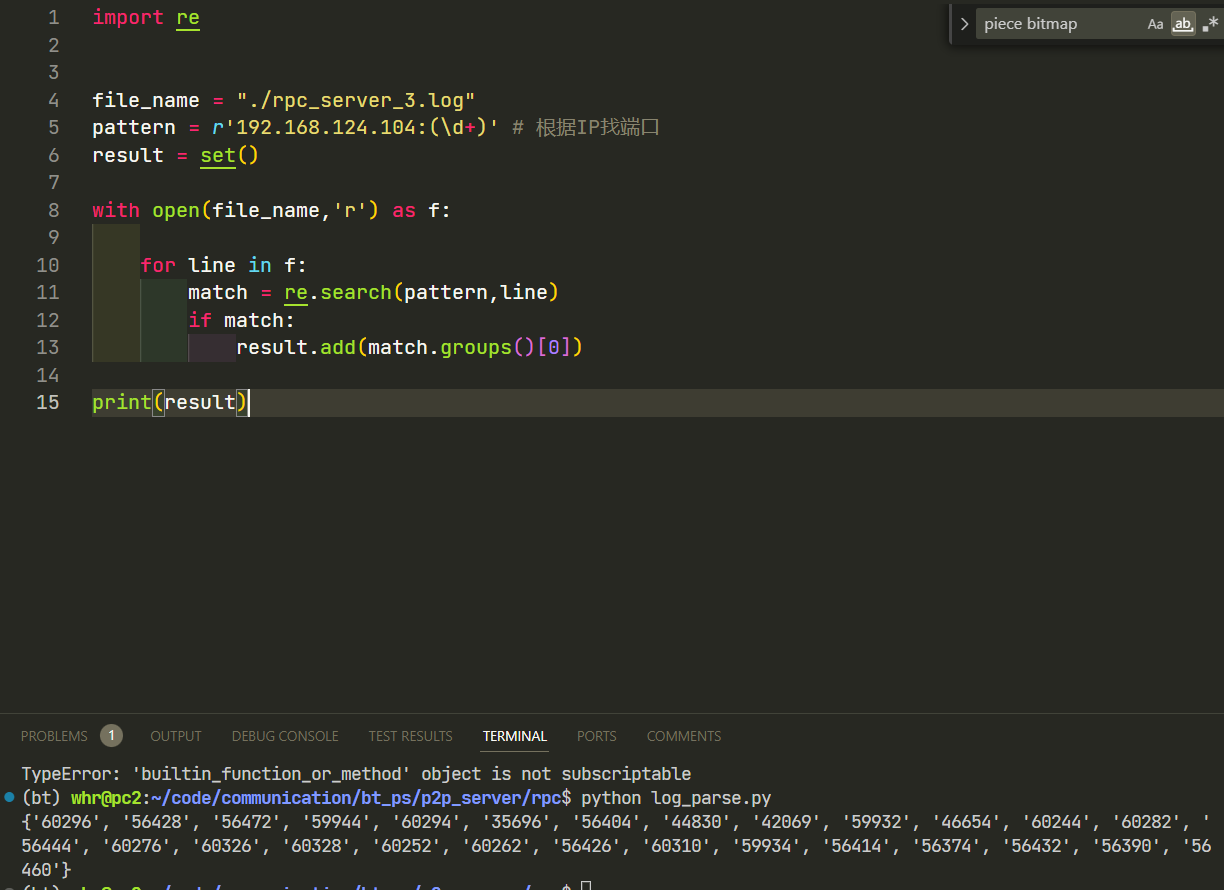 1 import re
2
3
4 file_name = "./rpc_server_3.log"
5 pattern = r'192.168.124.104:(\d+)' # 根据IP找端口
6 result = set()
7
8 with open(file_name,'r') as f:
9
10 for line in f:
11 match = re.search(pattern,line)
12 if match:
13 result.add(match.groups()[0])
14
15 print(result)
piece bitmap Aa ab .*
PROBLEMS 1 OUTPUT DEBUG CONSOLE TEST RESULTS TERMINAL PORTS COMMENTS
TypeError: 'builtin_function_or_method' object is not subscriptable
(bt) whr@pc2:~/code/communication/bt_ps/p2p_server/rpc$ python log_parse.py
{'60296', '56428', '56472', '59944', '60294', '35696', '56404', '44830', '42069', '59932', '46654', '60244', '60282', '
56444', '60276', '60326', '60328', '60252', '60262', '56426', '60310', '59934', '56414', '56374', '56432', '56390', '56
460'}